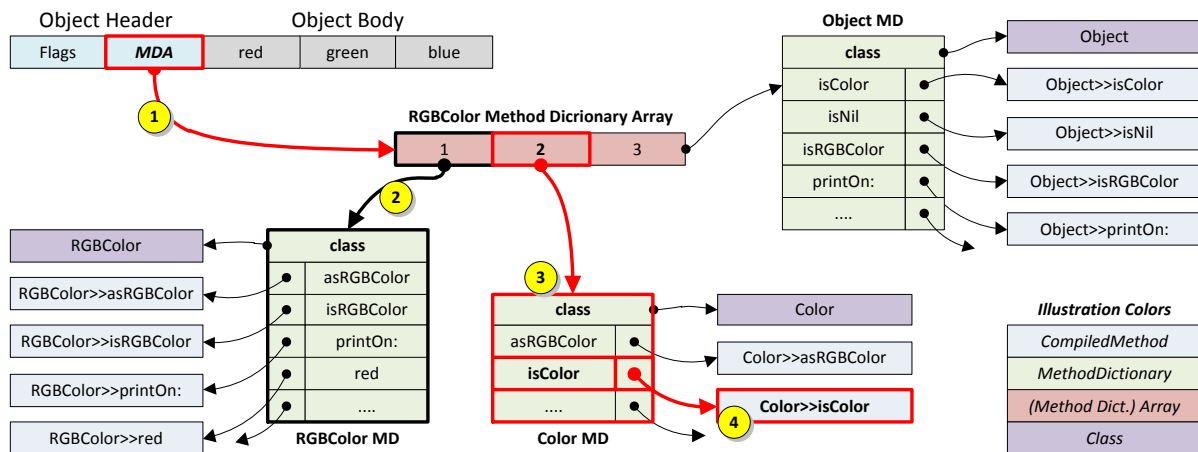 Object Header
Object Body
Flags
MDA
red
green
blue
1
RGBColor Method Dicrionary Array
1
2
3
2
Object MD
class
isColor
isNil
isRGBColor
printOn:
....
Object
Object>>isColor
Object>>isNil
Object>>isRGBColor
Object>>printOn:
RGBColor
RGBColor>>asRGBColor
RGBColor>>isRGBColor
RGBColor>>printOn:
RGBColor>>red
class
asRGBColor
isRGBColor
printOn:
red
....
RGBColor MD
3
class
asRGBColor
isColor
....
Color MD
Color
Color>>asRGBColor
Color>>isColor
4
Illustration Colors
CompiledMethod
MethodDictionary
(Method Dict.) Array
Class